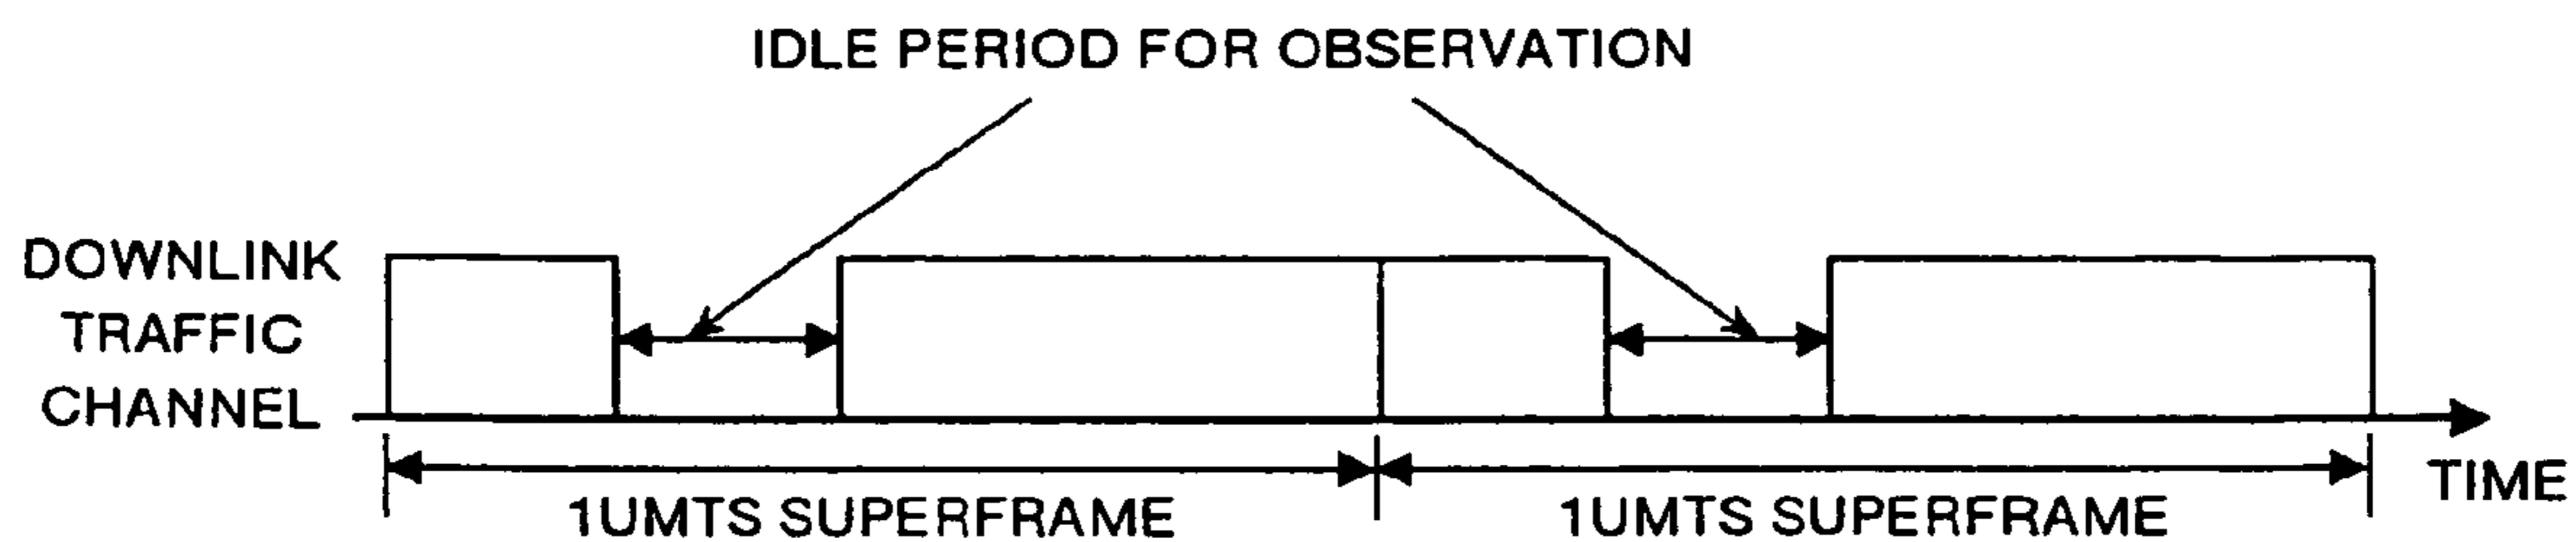 IDLE PERIOD FOR OBSERVATION
DOWNLINK
TRAFFIC
CHANNEL
1UMTS SUPERFRAME
1UMTS SUPERFRAME
TIME